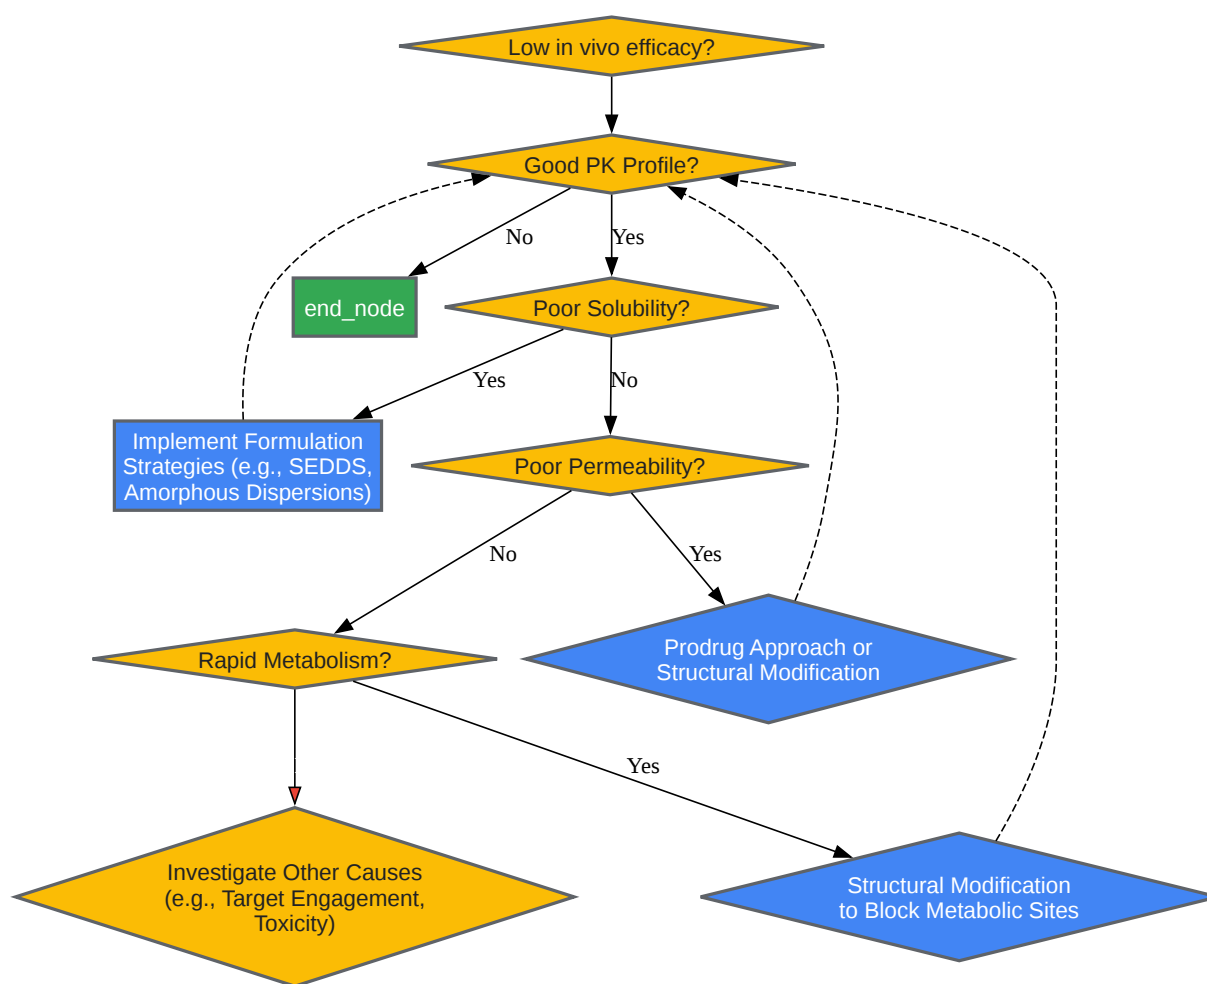 Low in vivo efficacy?
Good PK Profile?
No
Yes
end_node
Poor Solubility?
Yes
No
Implement Formulation
Strategies (e.g., SEDDS,
Amorphous Dispersions)
Poor Permeability?
No
Yes
Rapid Metabolism?
Prodrug Approach or
Structural Modification
Yes
Investigate Other Causes
(e.g., Target Engagement,
Toxicity)
Structural Modification
to Block Metabolic Sites